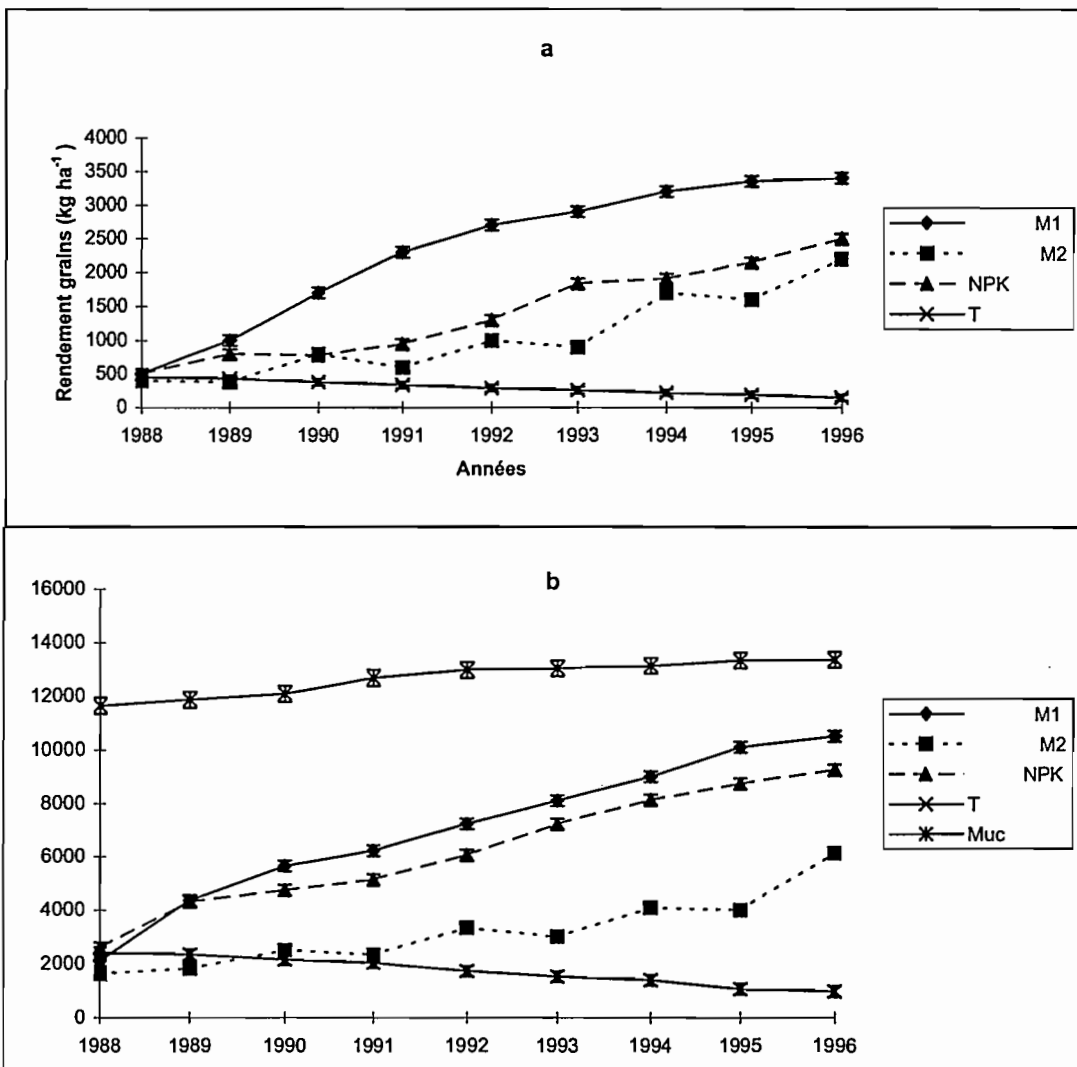 a
Rendement grains (kg ha⁻¹)
4000
3500
3000
2500
2000
1500
1000
500
0
1988 1989 1990 1991 1992 1993 1994 1995 1996
Années
M1
M2
NPK
T
b
16000
14000
12000
10000
8000
6000
4000
2000
0
1988 1989 1990 1991 1992 1993 1994 1995 1996
M1
M2
NPK
T
Muc